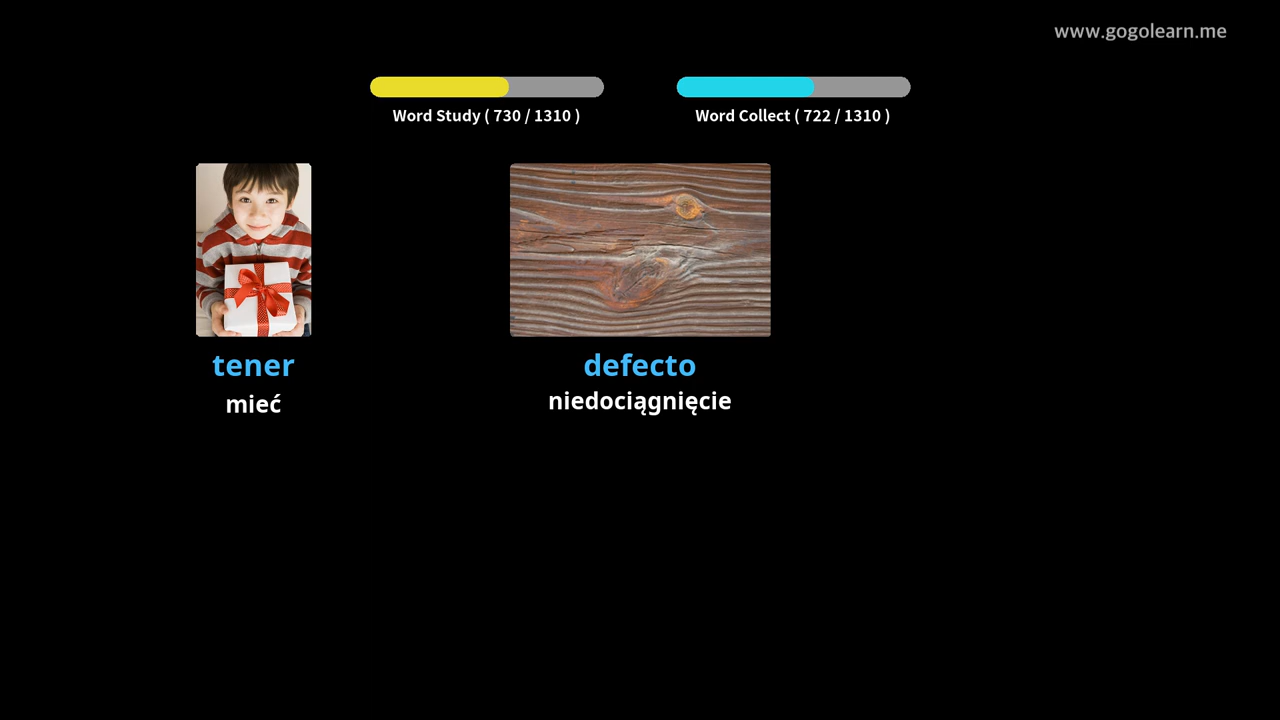 www.gogolearn.me
Word Study ( 730 / 1310 )
Word Collect ( 722 / 1310 )
tener
mieć
defecto
niedociągnięcie